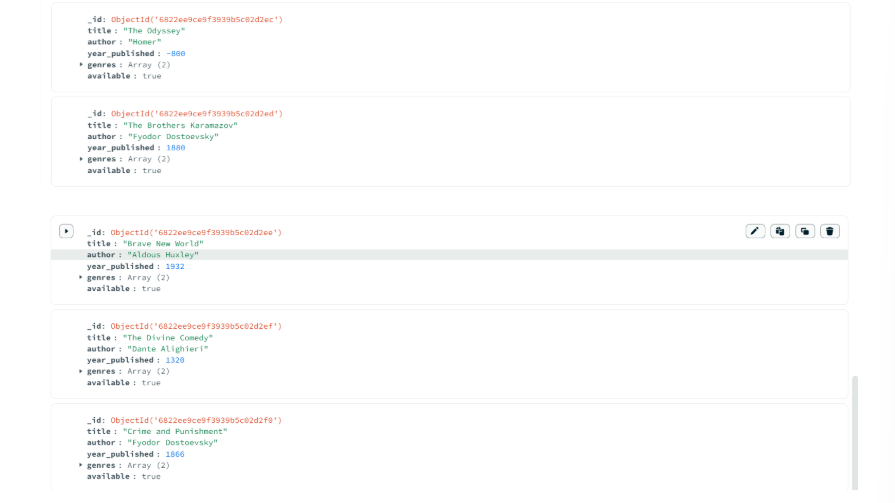 _id: ObjectId('6822ee9ce9f3939b5c02d2ec')
title : "The Odyssey"
author : "Homer"
year_published : -800
genres : Array (2)
available : true
_id: ObjectId('6822ee9ce9f3939b5c02d2ed')
title : "The Brothers Karamazov"
author : "Fyodor Dostoevsky"
year_published : 1880
genres : Array (2)
available : true
_id: ObjectId('6822ee9ce9f3939b5c02d2ee')
title : "Brave New World"
author : "Aldous Huxley"
year_published : 1932
genres : Array (2)
available : true
_id: ObjectId('6822ee9ce9f3939b5c02d2ef')
title : "The Divine Comedy"
author : "Dante Alighieri"
year_published : 1320
genres : Array (2)
available : true
_id: ObjectId('6822ee9ce9f3939b5c02d2f0')
title : "Crime and Punishment"
author : "Fyodor Dostoevsky"
year_published : 1866
genres : Array (2)
available : true